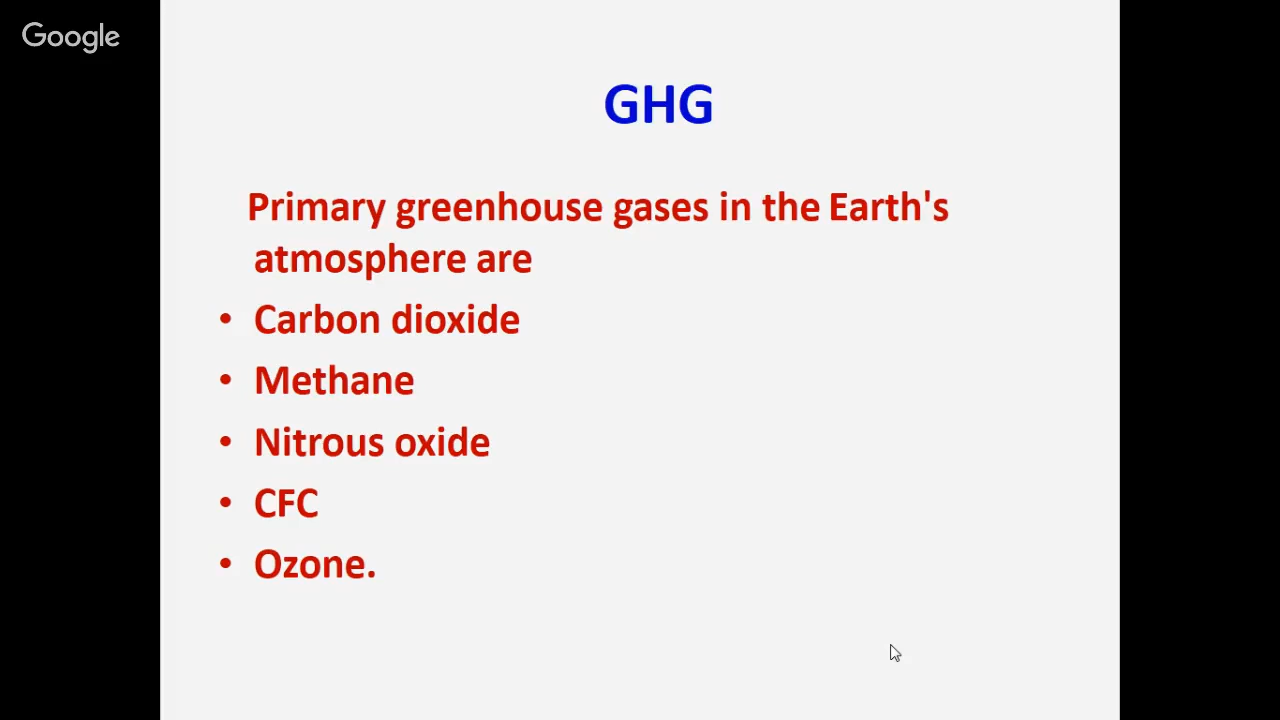 Google
GHG
Primary greenhouse gases in the Earth's
atmosphere are
• Carbon dioxide
• Methane
• Nitrous oxide
• CFC
• Ozone.